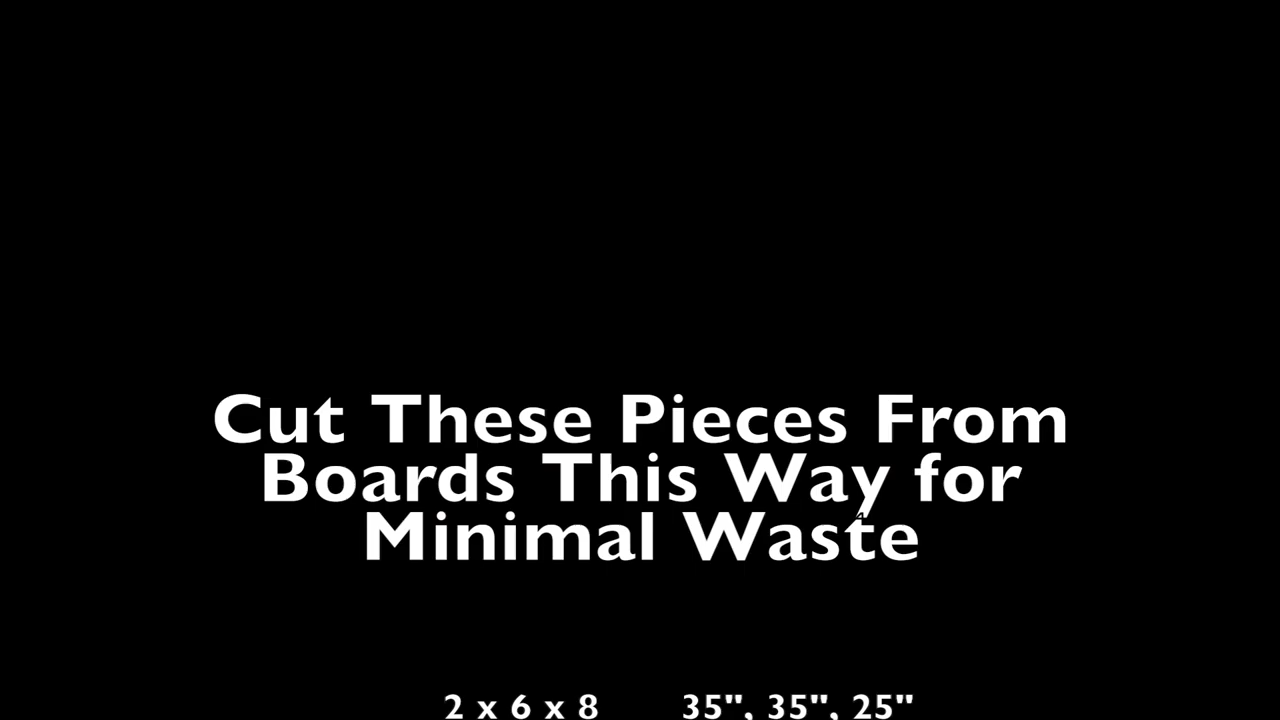 Cut These Pieces From
Boards This Way for
Minimal Waste
2 x 6 x 8 35", 35", 25"